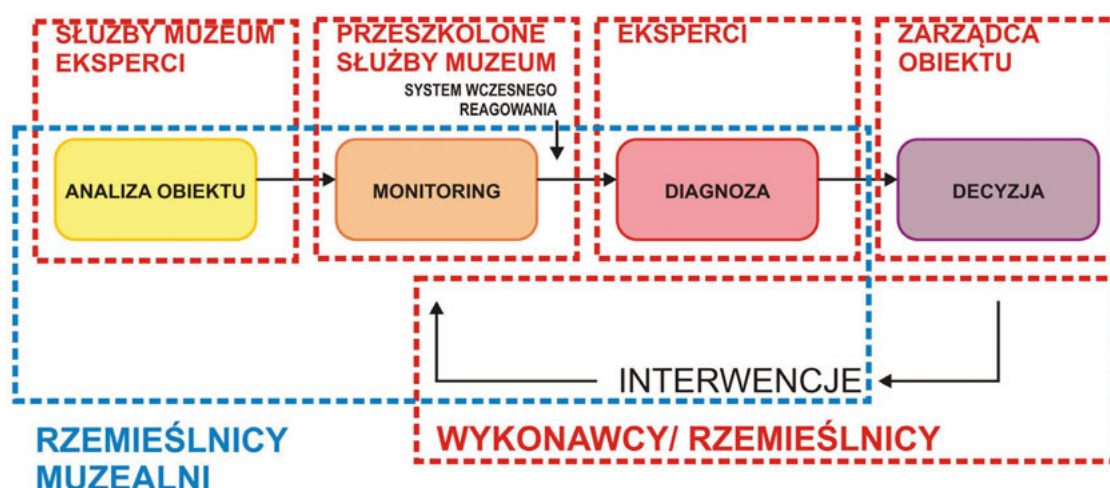 SŁUŻBY MUZEUM
EKSPERCI
PRZESZKOLONE
SŁUŻBY MUZEUM
SYSTEM WCZESNEGO
REAGOWANIA
EKSPERCI
ZARZĄDCA
OBIEKTU
ANALIZA OBIEKTU
MONITORING
DIAGNOZA
DECYZJA
INTERWENCJE
RZEMIEŚLNICY
MUZEALNI
WYKONAWCY/ RZEMIEŚLNICY